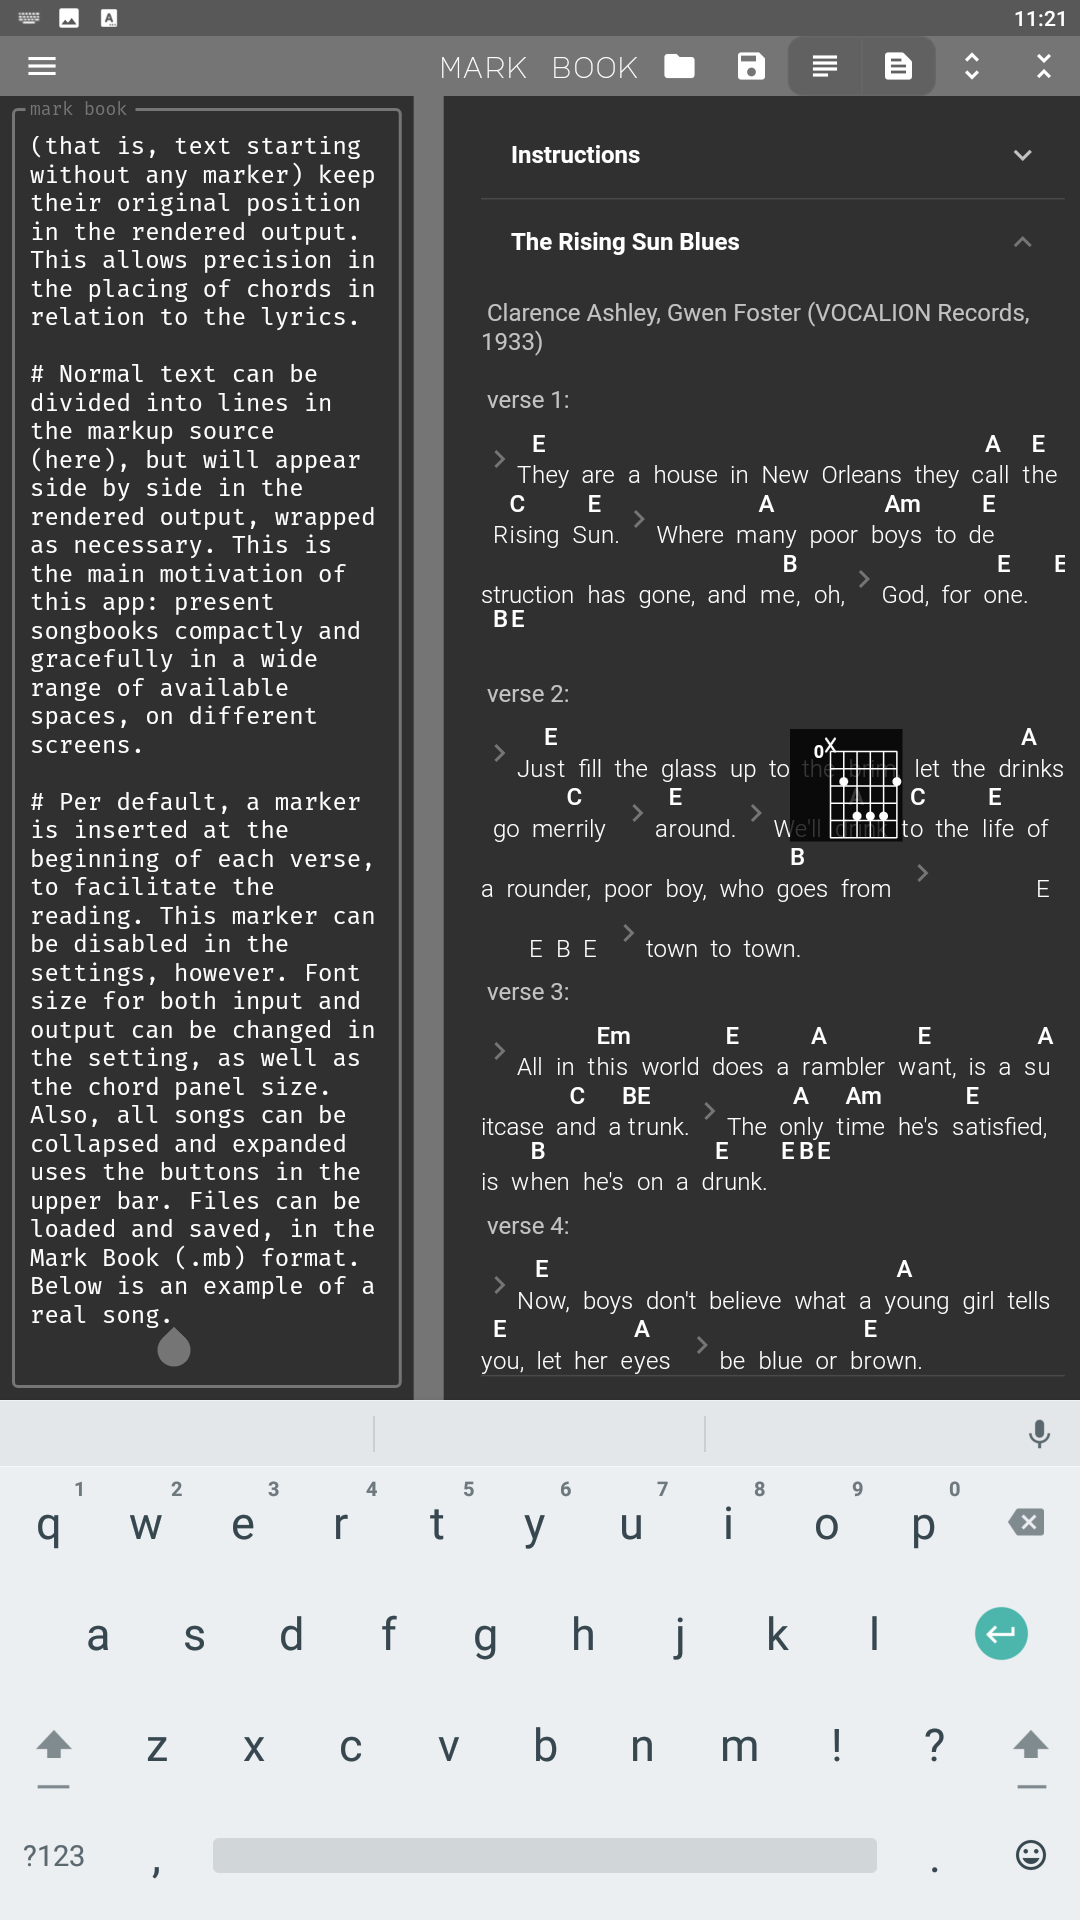 11:21
MARK BOOK
mark book
(that is, text starting
without any marker) keep
their original position
in the rendered output.
This allows precision in
the placing of chords in
relation to the lyrics.
# Normal text can be
divided into lines in
the markup source
(here), but will appear
side by side in the
rendered output, wrapped
as necessary. This is
the main motivation of
this app: present
songbooks compactly and
gracefully in a wide
range of available
spaces, on different
screens.
# Per default, a marker
is inserted at the
beginning of each verse,
to facilitate the
reading. This marker can
be disabled in the
settings, however. Font
size for both input and
output can be changed in
the setting, as well as
the chord panel size.
Also, all songs can be
collapsed and expanded
uses the buttons in the
upper bar. Files can be
loaded and saved, in the
Mark Book (.mb) format.
Below is an example of a
real song.
Instructions
The Rising Sun Blues
Clarence Ashley, Gwen Foster (VOCALION Records,
1933)
verse 1:
E A E
They are a house in New Orleans they call the
C E A Am E
Rising Sun. Where many poor boys to de
B E E
struction has gone, and me, oh, God, for one.
B E
verse 2:
E A
Just fill the glass up to the brim let the drinks
0X
C E A C E
go merrily around. We'll drink to the life of
B
a rounder, poor boy, who goes from E
E B E town to town.
verse 3:
Em E A E A
All in this world does a rambler want, is a su
C BE A Am E
itcase and a trunk. The only time he's satisfied,
B E E B E
is when he's on a drunk.
verse 4:
E A
Now, boys don't believe what a young girl tells
E A E
you, let her eyes be blue or brown.
1 2 3 4 5 6 7 8 9 0
q w e r t y u i o p
a s d f g h j k l
z x c v b n m ! ?
?123 , .